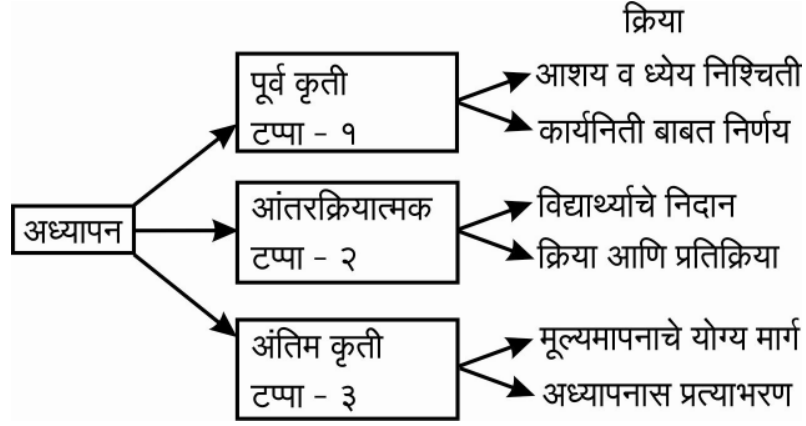 क्रिया
पूर्व कृती
टप्पा - १
आशय व ध्येय निश्चिती
कार्यनिती बाबत निर्णय
अध्यापन
आंतरक्रियात्मक
टप्पा - २
विद्यार्थ्याचे निदान
क्रिया आणि प्रतिक्रिया
अंतिम कृती
टप्पा - ३
मूल्यमापनाचे योग्य मार्ग
अध्यापनास प्रत्याभरण